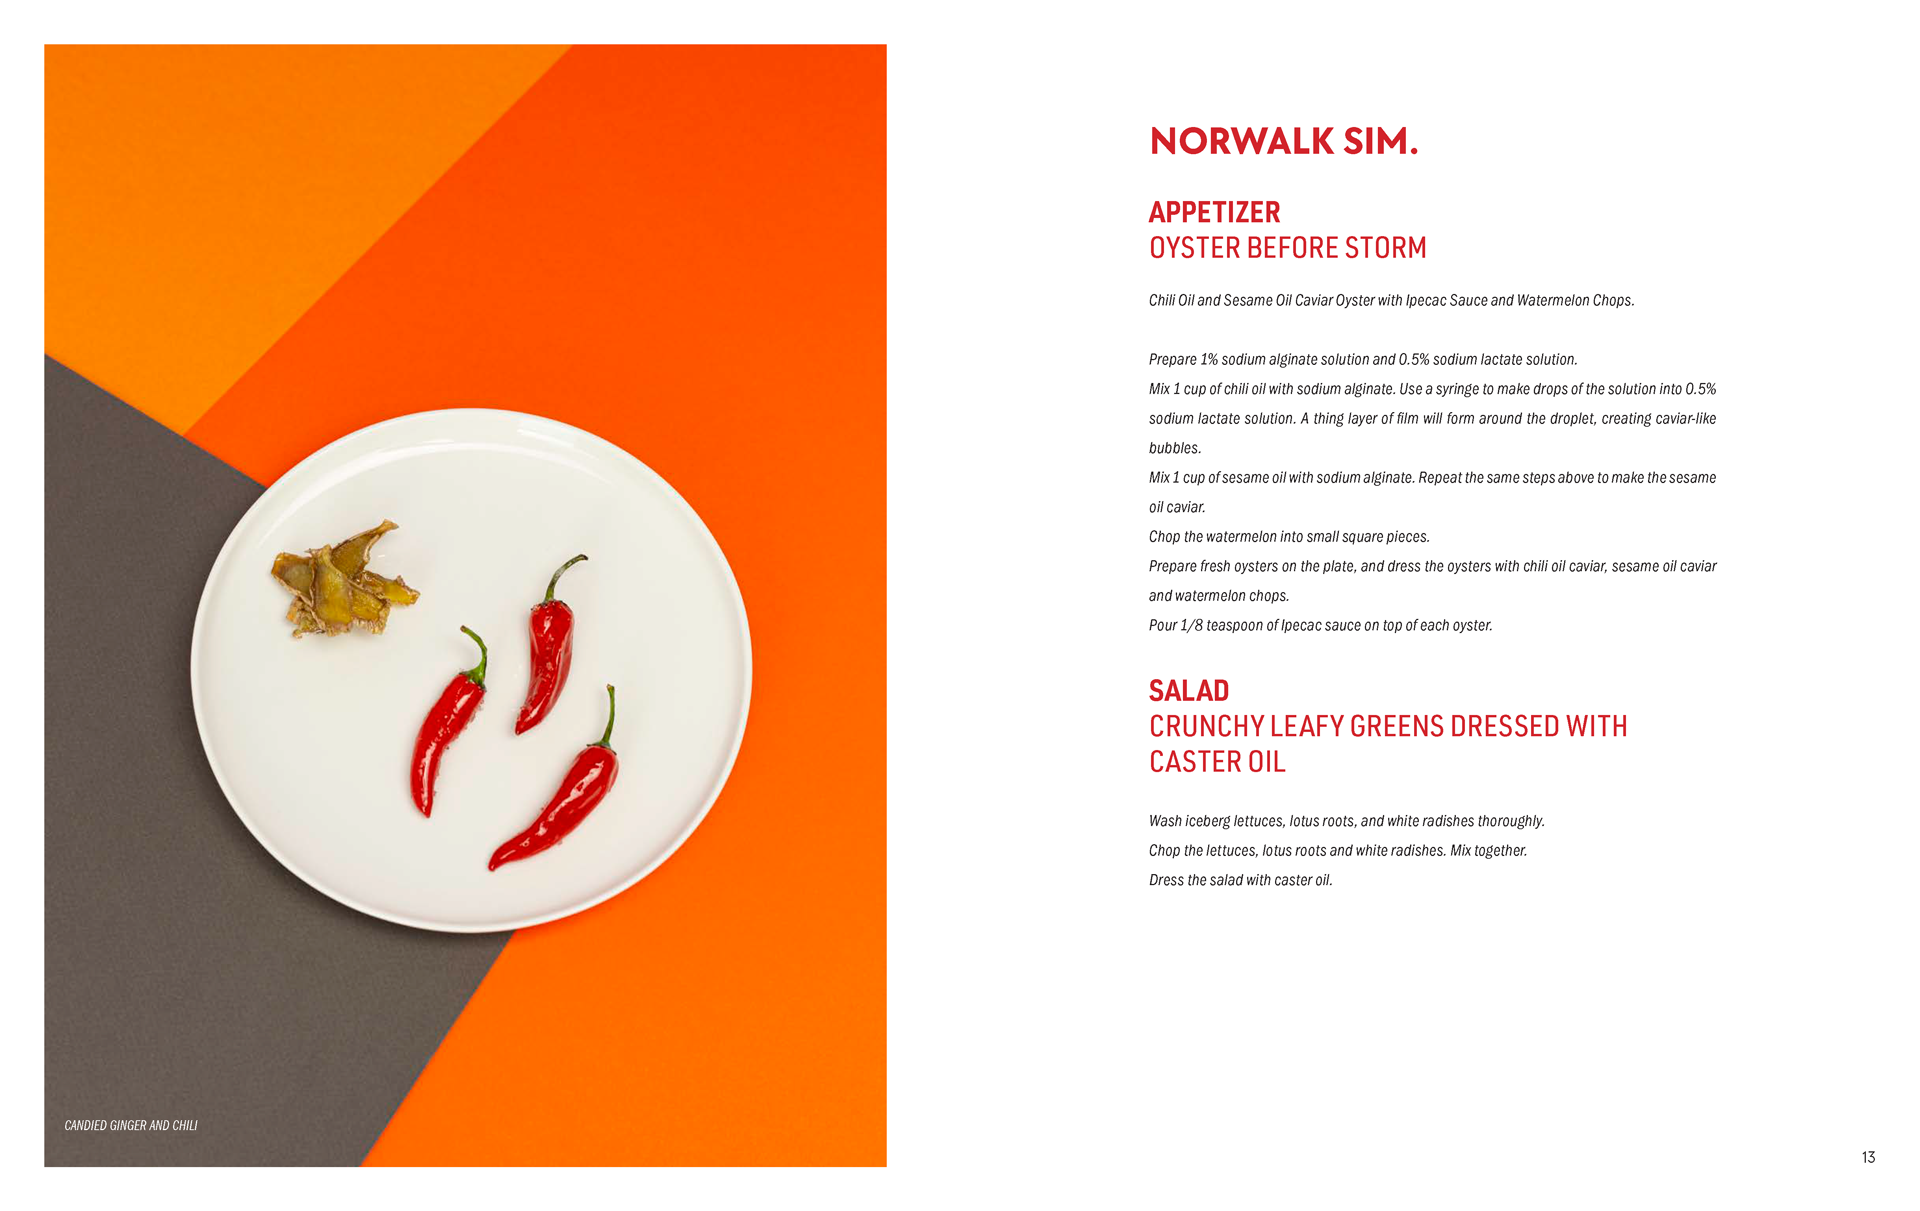 CANDIED GINGER AND CHILI
NORWALK SIM.
APPETIZER
OYSTER BEFORE STORM
Chili Oil and Sesame Oil Caviar Oyster with Ipecac Sauce and Watermelon Chops.
Prepare 1% sodium alginate solution and 0.5% sodium lactate solution.
Mix 1 cup of chili oil with sodium alginate. Use a syringe to make drops of the solution into 0.5%
sodium lactate solution. A thing layer of film will form around the droplet, creating caviar-like
bubbles.
Mix 1 cup of sesame oil with sodium alginate. Repeat the same steps above to make the sesame
oil caviar.
Chop the watermelon into small square pieces.
Prepare fresh oysters on the plate, and dress the oysters with chili oil caviar, sesame oil caviar
and watermelon chops.
Pour 1/8 teaspoon of Ipecac sauce on top of each oyster.
SALAD
CRUNCHY LEAFY GREENS DRESSED WITH
CASTER OIL
Wash iceberg lettuces, lotus roots, and white radishes thoroughly.
Chop the lettuces, lotus roots and white radishes. Mix together.
Dress the salad with caster oil.
13